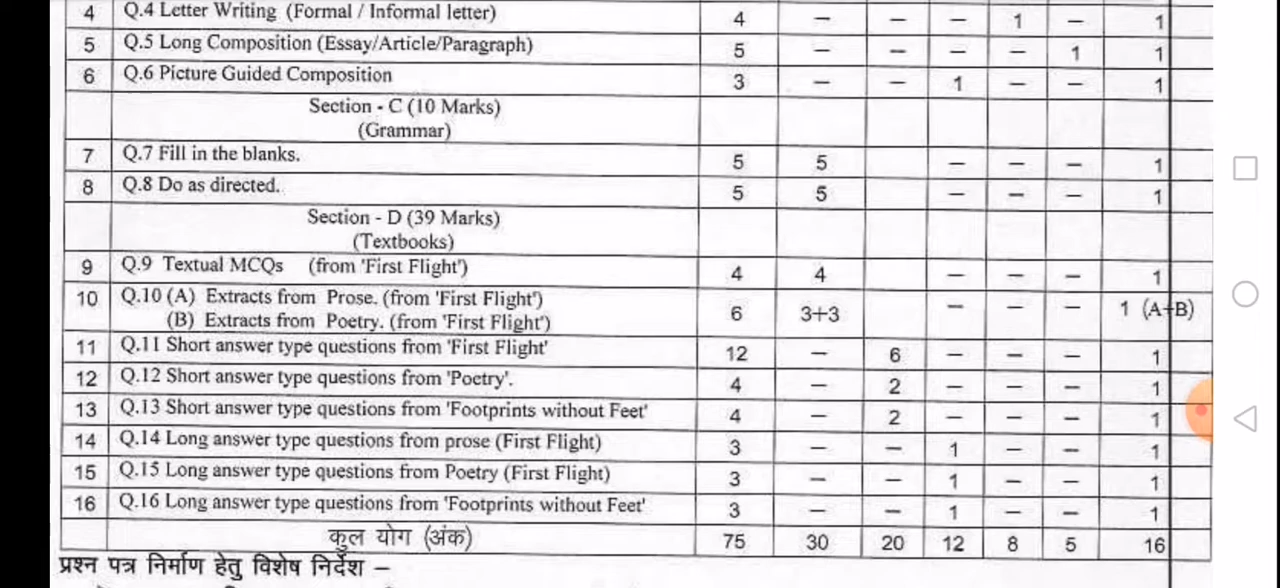 4 Q.4 Letter Writing (Formal / Informal letter) 4 – – – 1 – 1
5 Q.5 Long Composition (Essay/Article/Paragraph) 5 – – – – 1 1
6 Q.6 Picture Guided Composition 3 – – 1 – – 1
Section - C (10 Marks)
(Grammar)
7 Q.7 Fill in the blanks. 5 5 – – – 1
8 Q.8 Do as directed. 5 5 – – – 1
Section - D (39 Marks)
(Textbooks)
9 Q.9 Textual MCQs (from 'First Flight') 4 4 – – – 1
10 Q.10 (A) Extracts from Prose. (from 'First Flight')
(B) Extracts from Poetry. (from 'First Flight') 6 3+3 – – – 1 (A+B)
11 Q.11 Short answer type questions from 'First Flight' 12 – 6 – – – 1
12 Q.12 Short answer type questions from 'Poetry'. 4 – 2 – – – 1
13 Q.13 Short answer type questions from 'Footprints without Feet' 4 – 2 – – – 1
14 Q.14 Long answer type questions from prose (First Flight) 3 – – 1 – – 1
15 Q.15 Long answer type questions from Poetry (First Flight) 3 – – 1 – – 1
16 Q.16 Long answer type questions from 'Footprints without Feet' 3 – – 1 – – 1
कुल योग (अंक) 75 30 20 12 8 5 16
प्रश्न पत्र निर्माण हेतु विशेष निर्देश –